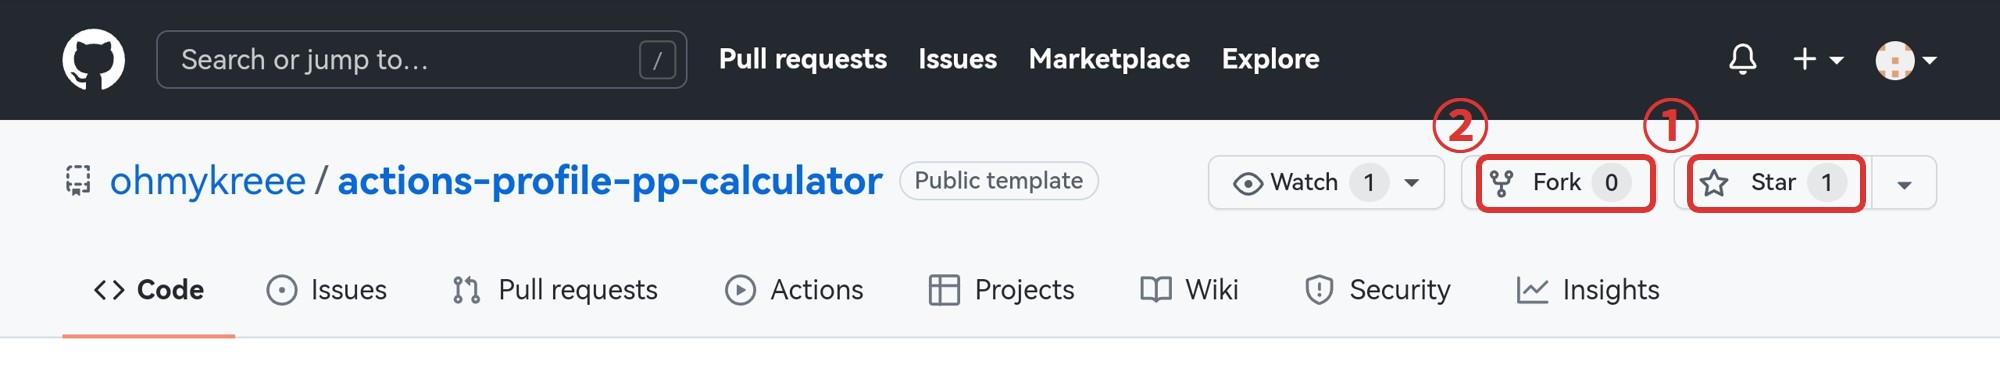 Search or jump to... / Pull requests Issues Marketplace Explore
② ①
ohmykreee / actions-profile-pp-calculator Public template Watch 1 Fork 0 Star 1
Code Issues Pull requests Actions Projects Wiki Security Insights